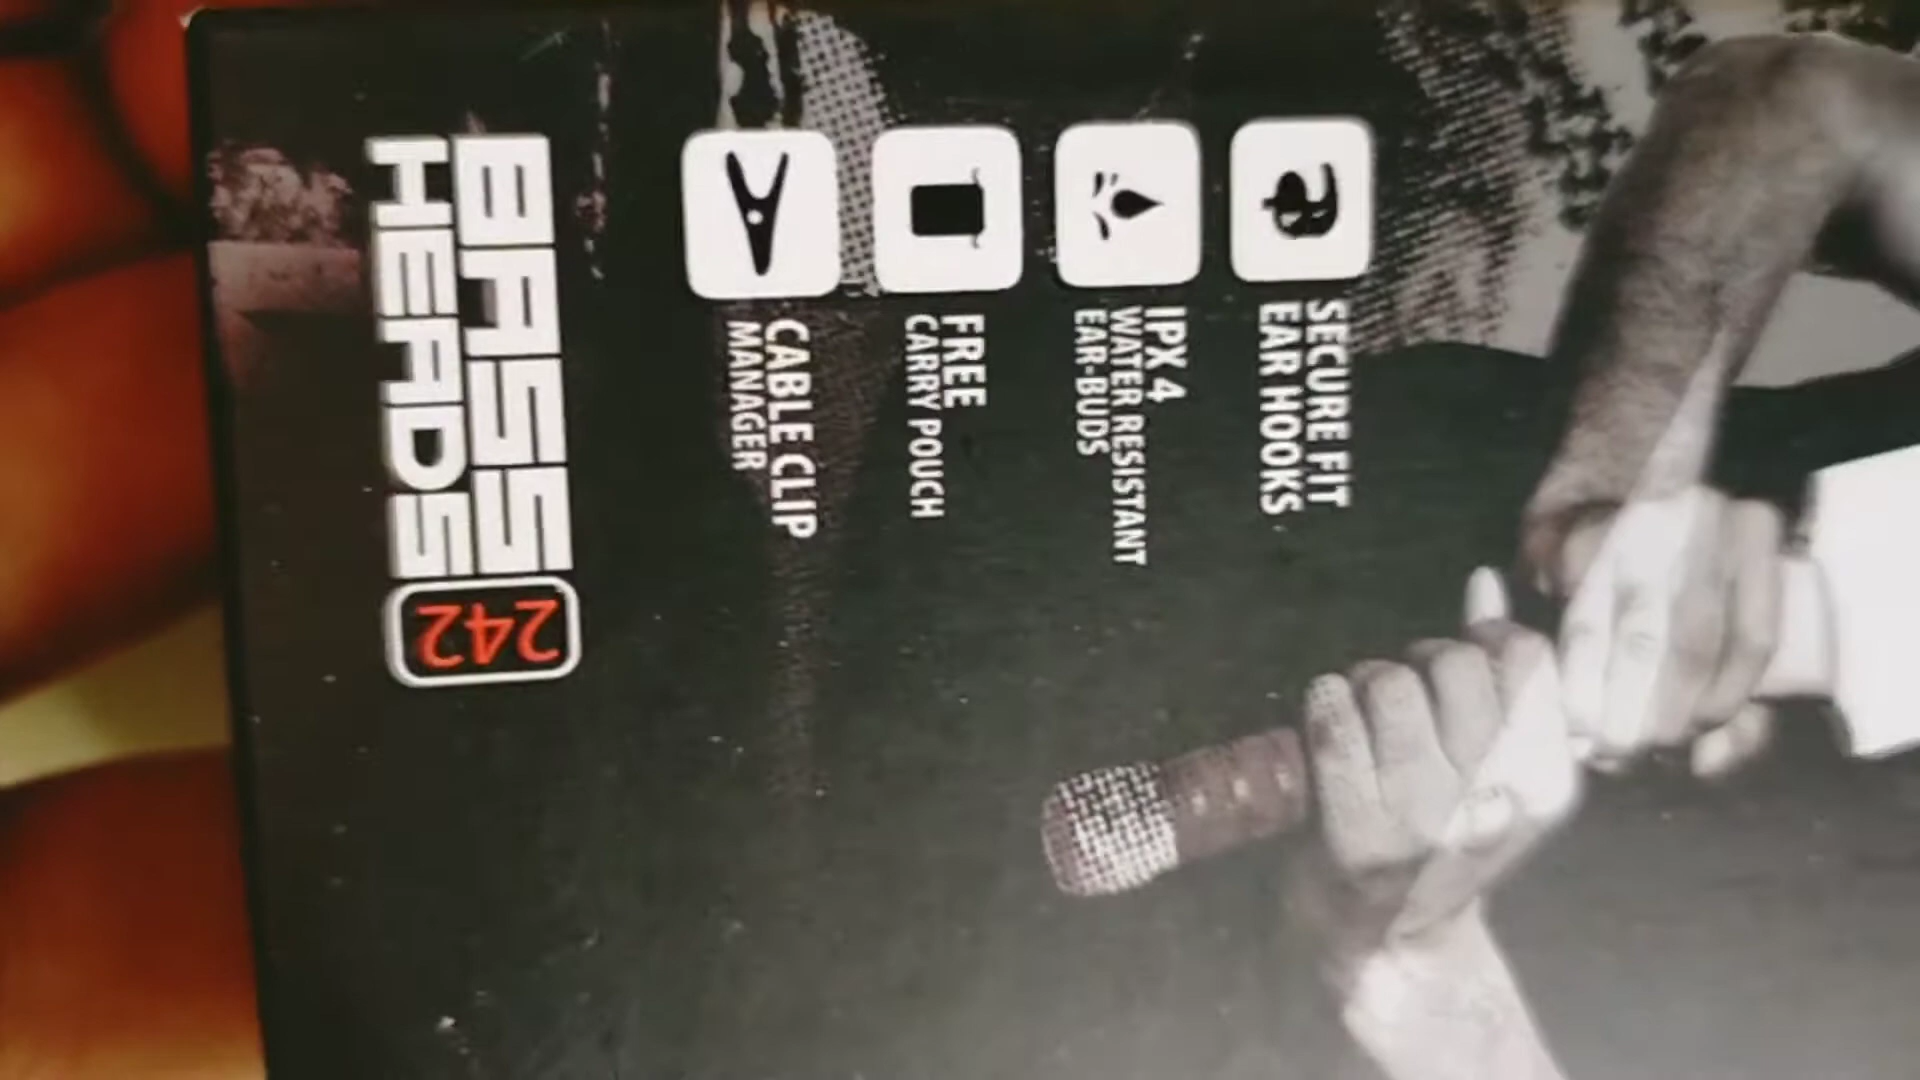 SECURE FIT
EAR HOOKS
IPX 4
WATER RESISTANT
EAR-BUDS
FREE
CARRY POUCH
CABLE CLIP
MANAGER
BASS
HEADS
242